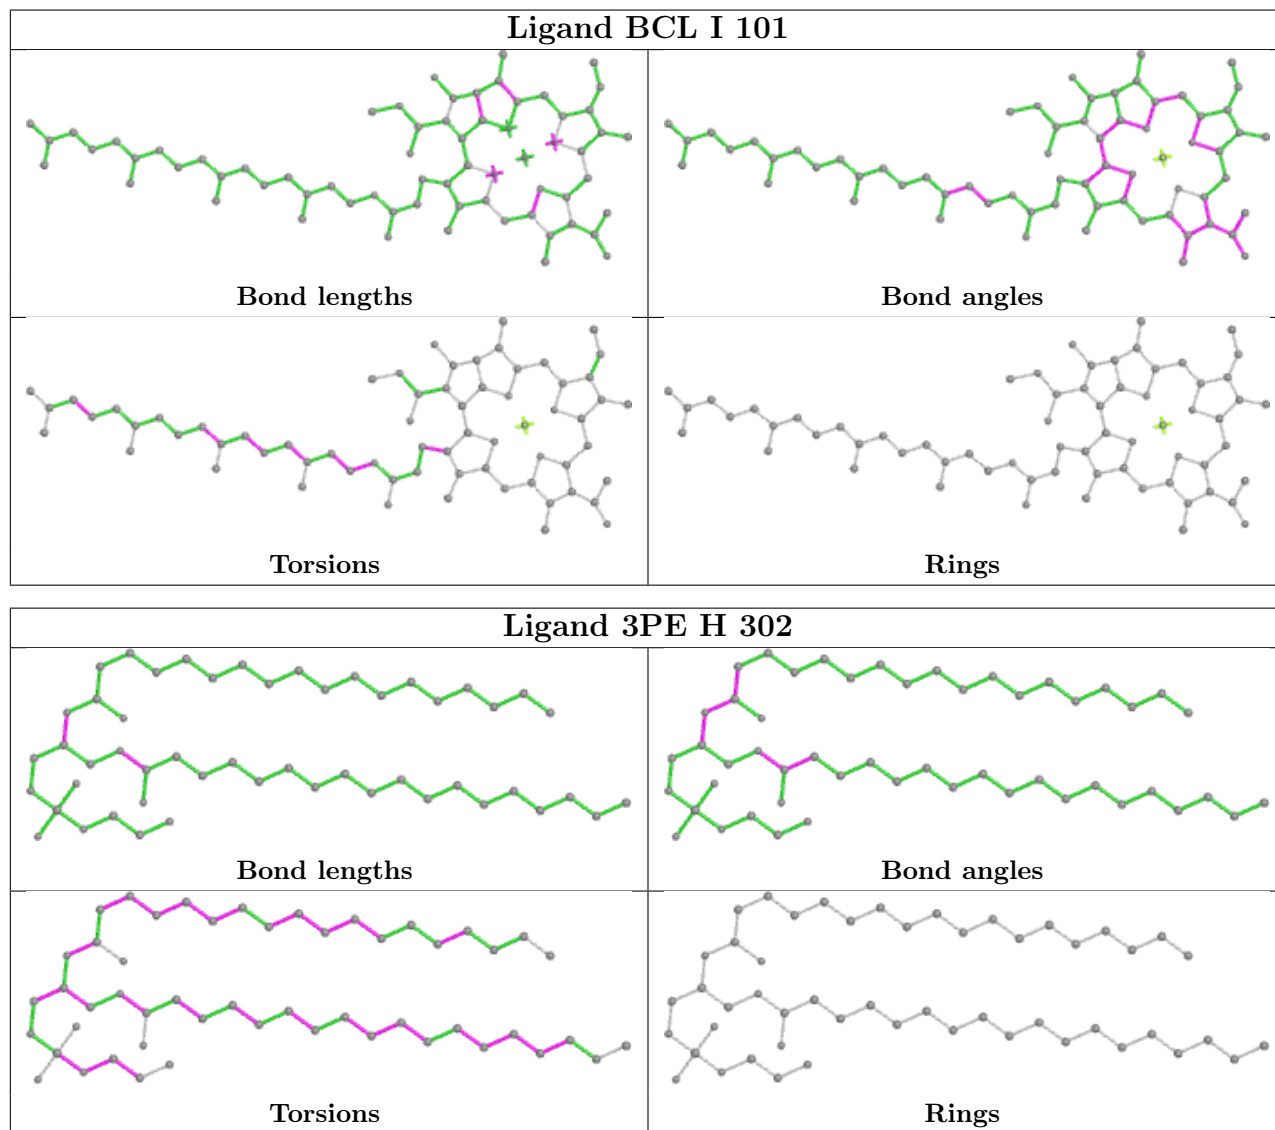 Ligand BCL I 101
Bond lengths
Bond angles
Torsions
Rings
Ligand 3PE H 302
Bond lengths
Bond angles
Torsions
Rings